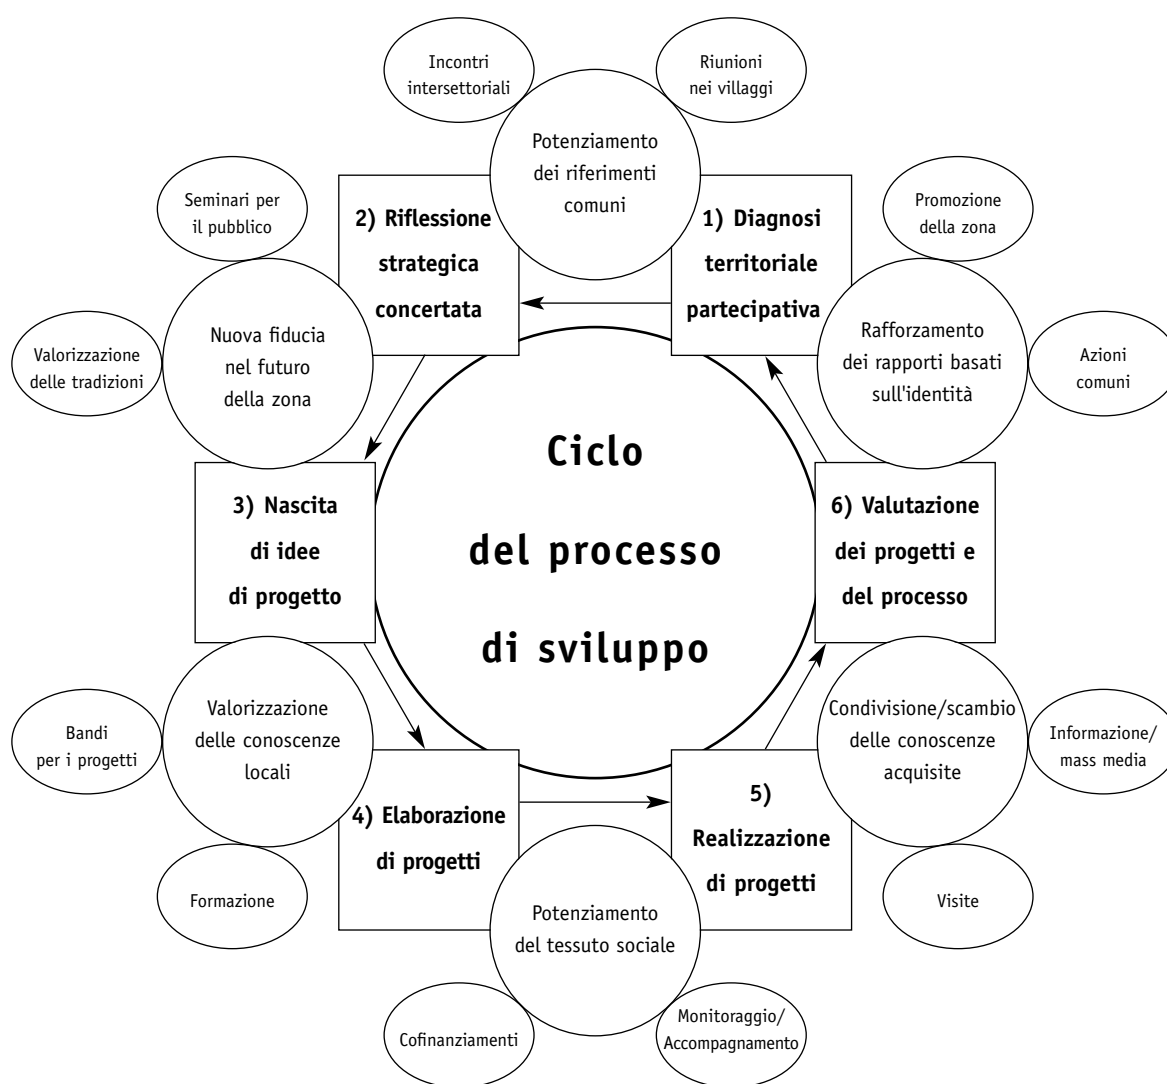 Incontri
intersettoriali
Riunioni
nei villaggi
Potenziamento
dei riferimenti
comuni
Seminari per
il pubblico
2) Riflessione
strategica
concertata
1) Diagnosi
territoriale
partecipativa
Promozione
della zona
Valorizzazione
delle tradizioni
Nuova fiducia
nel futuro
della zona
Rafforzamento
dei rapporti basati
sull'identità
Azioni
comuni
Ciclo
del processo
di sviluppo
3) Nascita
di idee
di progetto
6) Valutazione
dei progetti e
del processo
Bandi
per i progetti
Valorizzazione
delle conoscenze
locali
Condivisione/scambio
delle conoscenze
acquisite
Informazione/
mass media
4) Elaborazione
di progetti
5)
Realizzazione
di progetti
Formazione
Potenziamento
del tessuto sociale
Visite
Cofinanziamenti
Monitoraggio/
Accompagnamento